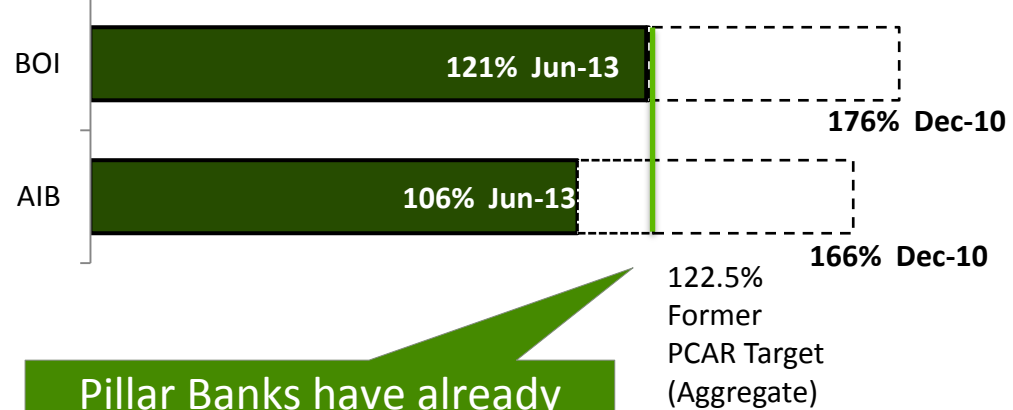 BOI
121% Jun-13
176% Dec-10
AIB
106% Jun-13
166% Dec-10
122.5%
Former
PCAR Target
(Aggregate)
Pillar Banks have already